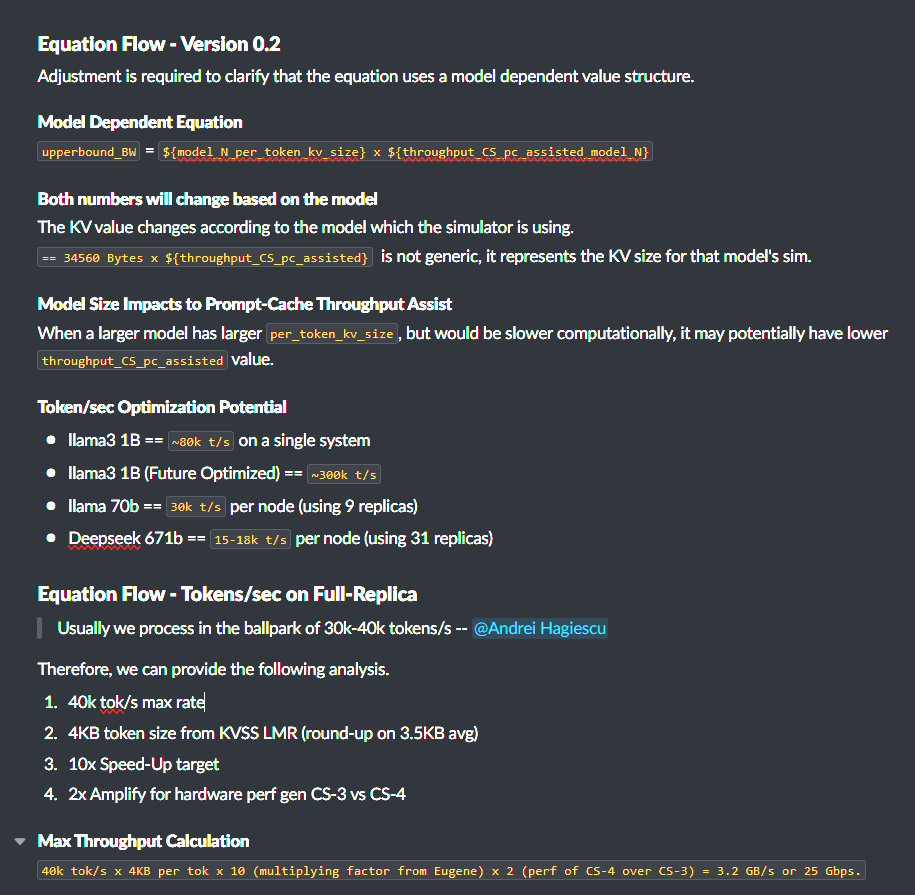 Equation Flow - Version 0.2
Adjustment is required to clarify that the equation uses a model dependent value structure.
Model Dependent Equation
upperbound_BW = ${model_N_per_token_kv_size} x ${throughput_CS_pc_assisted_model_N}
Both numbers will change based on the model
The KV value changes according to the model which the simulator is using.
== 34560 Bytes x ${throughput_CS_pc_assisted} is not generic, it represents the KV size for that model's sim.
Model Size Impacts to Prompt-Cache Throughput Assist
When a larger model has larger per_token_kv_size, but would be slower computationally, it may potentially have lower
throughput_CS_pc_assisted value.
Token/sec Optimization Potential
● llama3 1B == ~80k t/s on a single system
● llama3 1B (Future Optimized) == ~300k t/s
● llama 70b == 30k t/s per node (using 9 replicas)
● Deepseek 671b == 15-18k t/s per node (using 31 replicas)
Equation Flow - Tokens/sec on Full-Replica
Usually we process in the ballpark of 30k-40k tokens/s -- @Andrei Hagiescu
Therefore, we can provide the following analysis.
1. 40k tok/s max rate
2. 4KB token size from KVSS LMR (round-up on 3.5KB avg)
3. 10x Speed-Up target
4. 2x Amplify for hardware perf gen CS-3 vs CS-4
Max Throughput Calculation
40k tok/s x 4KB per tok x 10 (multiplying factor from Eugene) x 2 (perf of CS-4 over CS-3) = 3.2 GB/s or 25 Gbps.